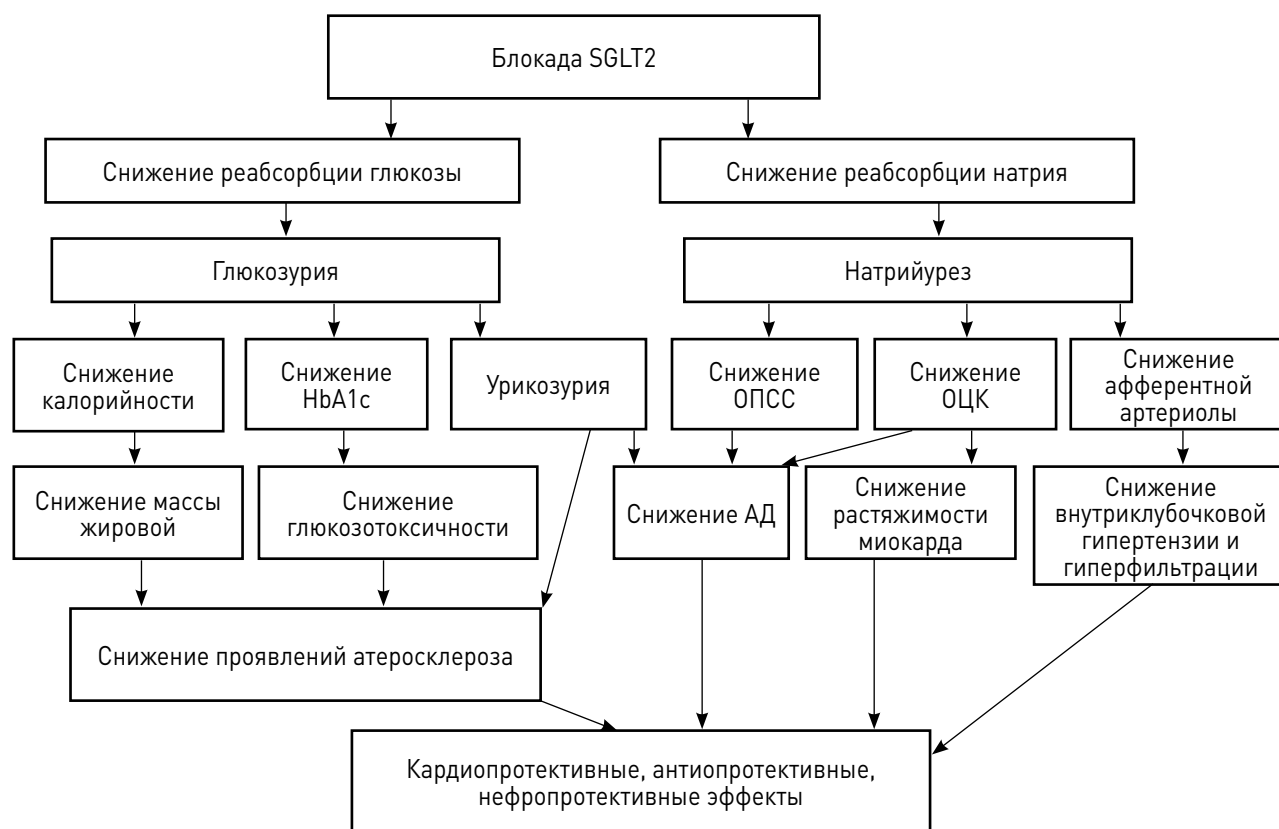 Блокада SGLT2
Снижение реабсорбции глюкозы
Снижение реабсорбции натрия
Глюкозурия
Натрийурез
Снижение
калорийности
Снижение
HbA1c
Урикозурия
Снижение
ОПСС
Снижение
ОЦК
Снижение
афферентной
артериолы
Снижение массы
жировой
Снижение
глюкозотоксичности
Снижение АД
Снижение
растяжимости
миокарда
Снижение
внутриклубочковой
гипертензии и
гиперфильтрации
Снижение проявлений атеросклероза
Кардиопротективные, антиопротективные,
нефропротективные эффекты